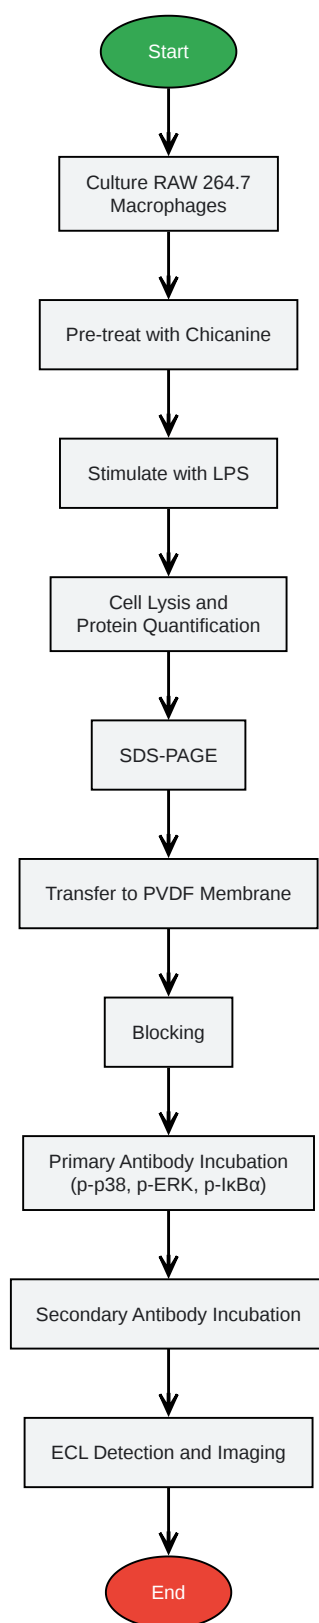 Start
Culture RAW 264.7
Macrophages
Pre-treat with Chicanine
Stimulate with LPS
Cell Lysis and
Protein Quantification
SDS-PAGE
Transfer to PVDF Membrane
Blocking
Primary Antibody Incubation
(p-p38, p-ERK, p-IκBα)
Secondary Antibody Incubation
ECL Detection and Imaging
End